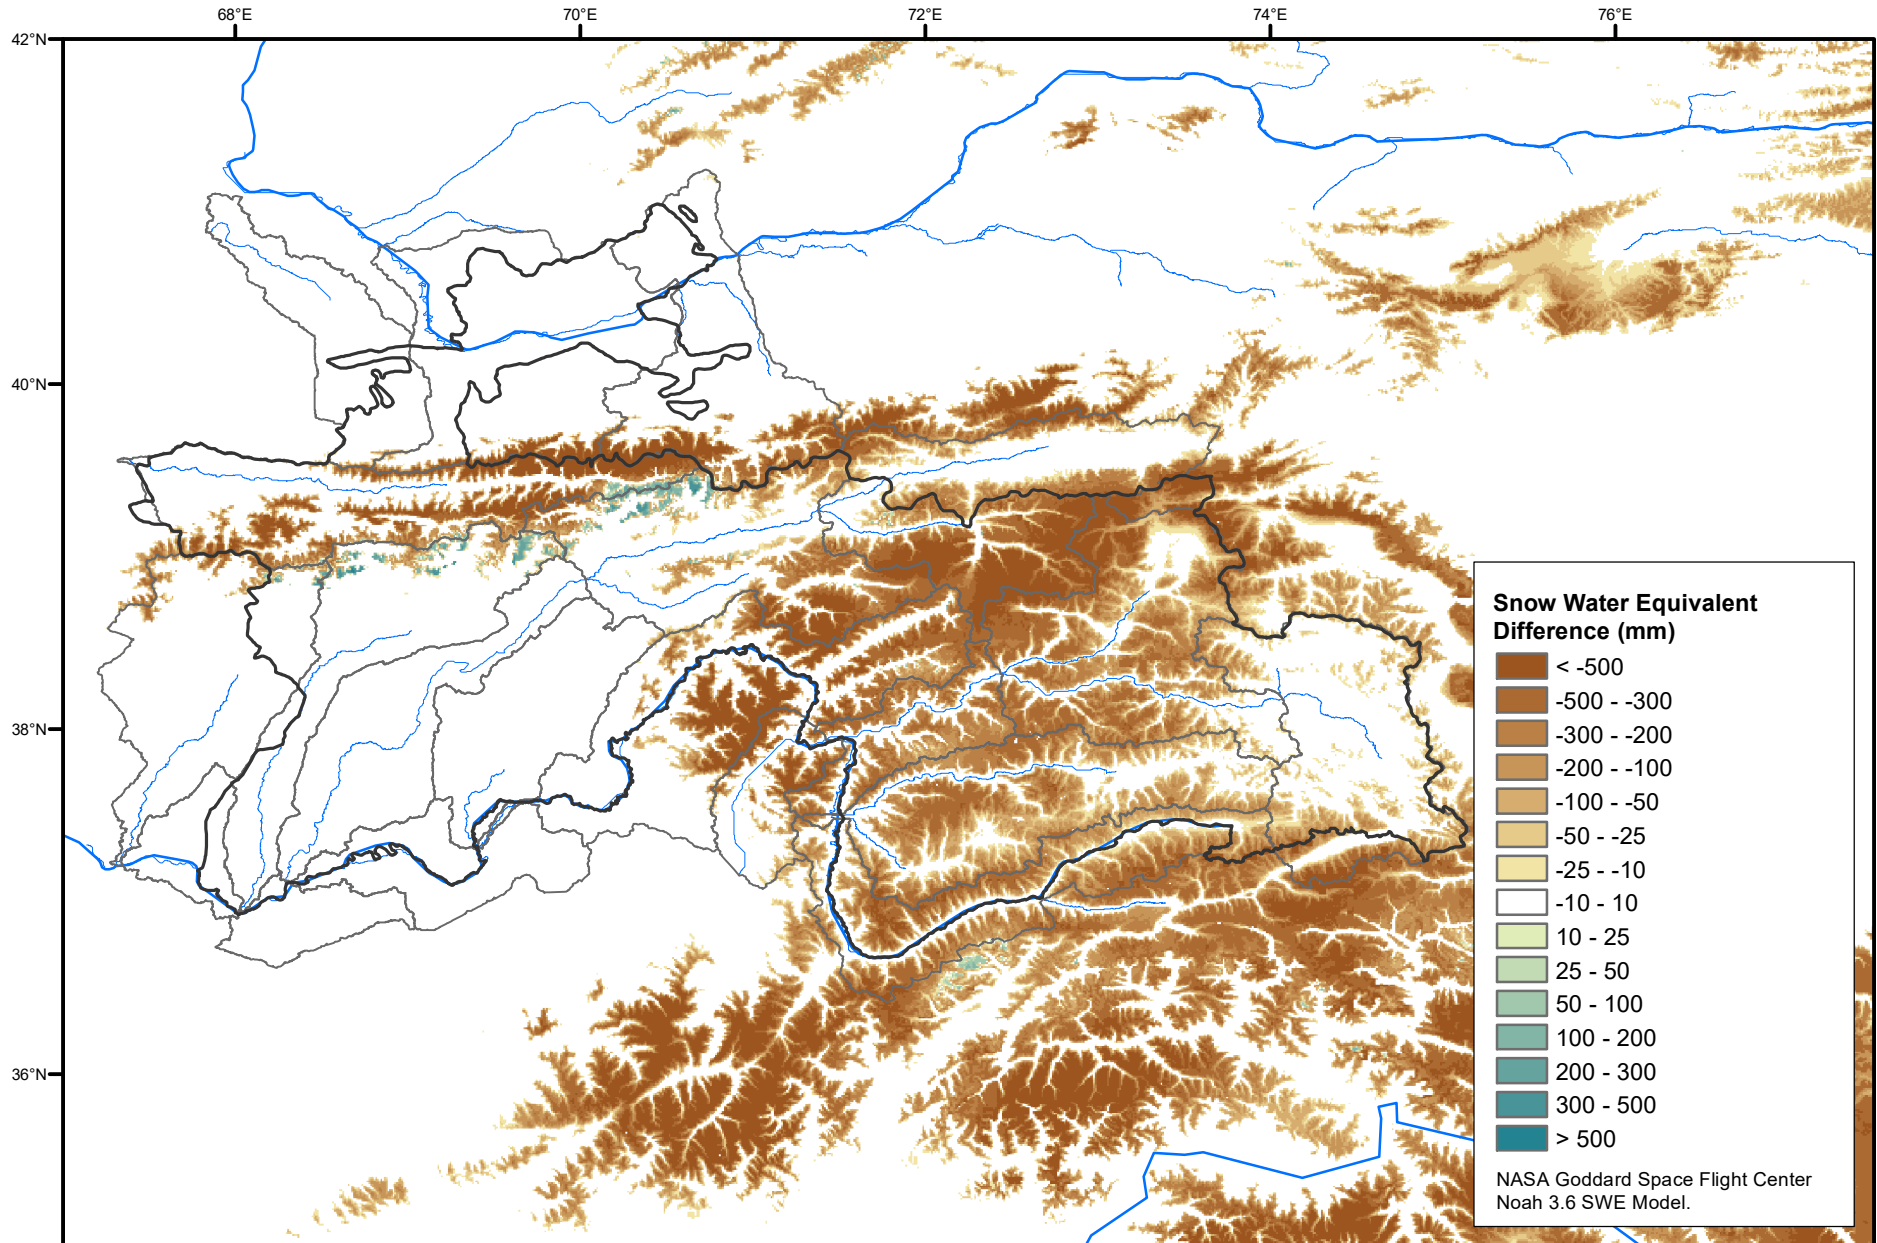 68°E
70°E
72°E
74°E
76°E
42°N
40°N
38°N
36°N
Snow Water Equivalent
Difference (mm)
< -500
-500 - -300
-300 - -200
-200 - -100
-100 - -50
-50 - -25
-25 - -10
-10 - 10
10 - 25
25 - 50
50 - 100
100 - 200
200 - 300
300 - 500
> 500
NASA Goddard Space Flight Center
Noah 3.6 SWE Model.